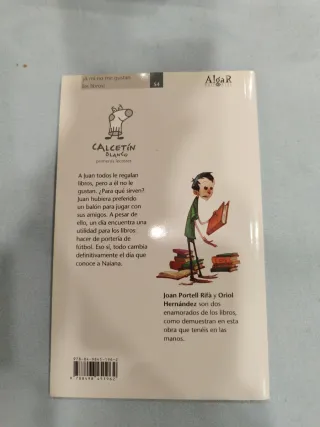 ¡A mí no me gustan
los libros!
54
Algar
CALCETÍN
BLANCO
primeros lectores
A Juan todos le regalan
libros, pero a él no le
gustan. ¿Para qué sirven?
Juan hubiera preferido
un balón para jugar con
sus amigos. A pesar de
ello, un día encuentra una
utilidad para los libros:
hacer de portería de
fútbol. Eso sí, todo cambia
definitivamente el día que
conoce a Naiana.
Joan Portell Rifà y Oriol
Hernández son dos
enamorados de los libros,
como demuestran en esta
obra que tenéis en las
manos.